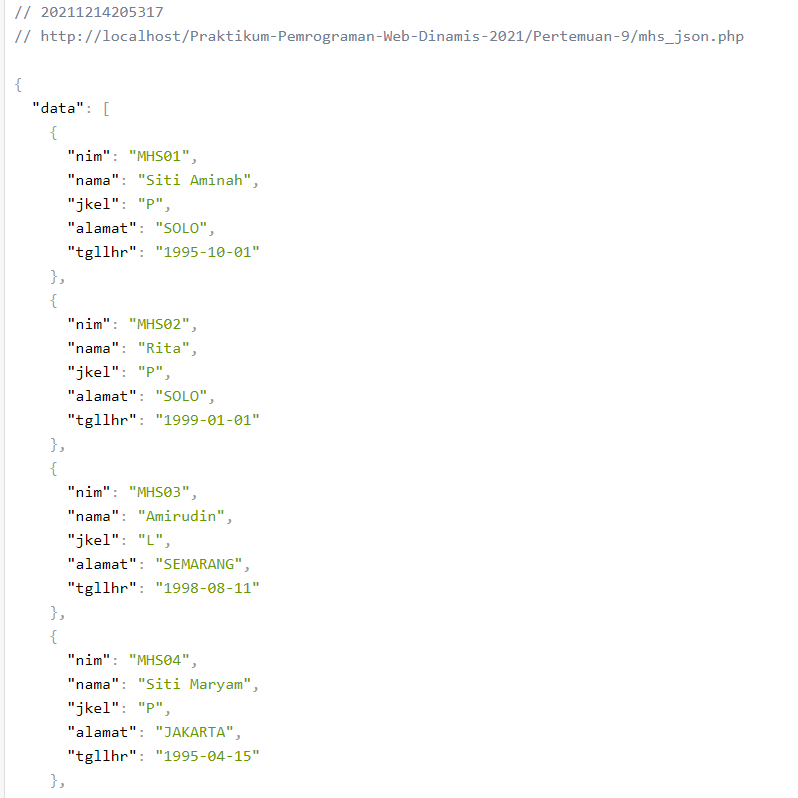 // 20211214205317
// http://localhost/Praktikum-Pemrograman-Web-Dinamis-2021/Pertemuan-9/mhs_json.php
{
"data": [
{
"nim": "MHS01",
"nama": "Siti Aminah",
"jkel": "P",
"alamat": "SOLO",
"tgllhr": "1995-10-01"
},
{
"nim": "MHS02",
"nama": "Rita",
"jkel": "P",
"alamat": "SOLO",
"tgllhr": "1999-01-01"
},
{
"nim": "MHS03",
"nama": "Amirudin",
"jkel": "L",
"alamat": "SEMARANG",
"tgllhr": "1998-08-11"
},
{
"nim": "MHS04",
"nama": "Siti Maryam",
"jkel": "P",
"alamat": "JAKARTA",
"tgllhr": "1995-04-15"
},